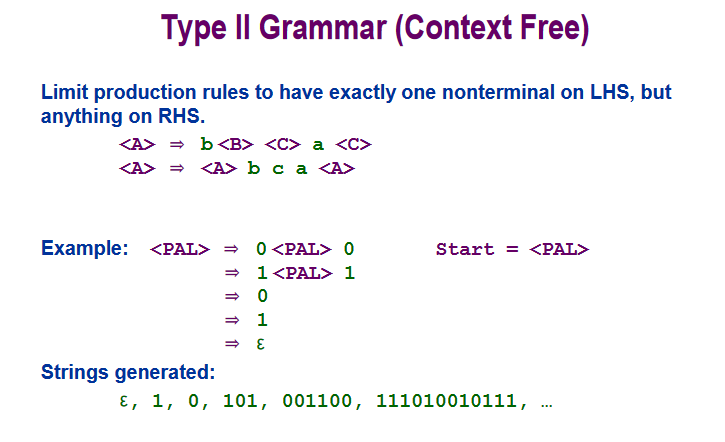 Type II Grammar (Context Free)
Limit production rules to have exactly one nonterminal on LHS, but
anything on RHS.
<A> ⇒ b<B> <C> a <C>
<A> ⇒ <A> b c a <A>
Example: <PAL> ⇒ 0<PAL> 0 Start = <PAL>
⇒ 1<PAL> 1
⇒ 0
⇒ 1
⇒ ε
Strings generated:
ε, 1, 0, 101, 001100, 111010010111, …